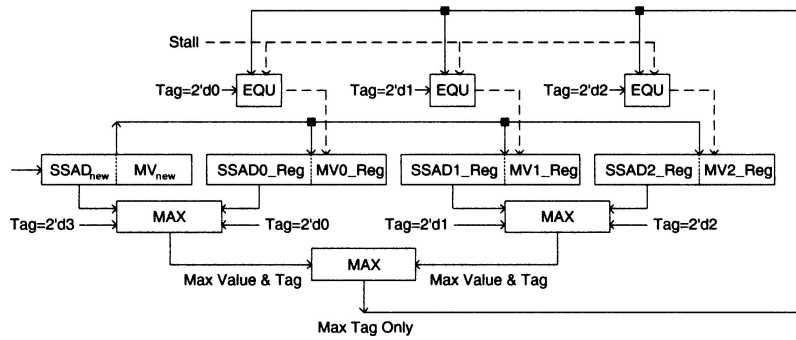 Stall
Tag=2'd0 EQU Tag=2'd1 EQU Tag=2'd2 EQU
SSADnew MVnew SSAD0_Reg MV0_Reg SSAD1_Reg MV1_Reg SSAD2_Reg MV2_Reg
Tag=2'd3 MAX Tag=2'd0 Tag=2'd1 MAX Tag=2'd2
Max Value & Tag MAX Max Value & Tag
Max Tag Only